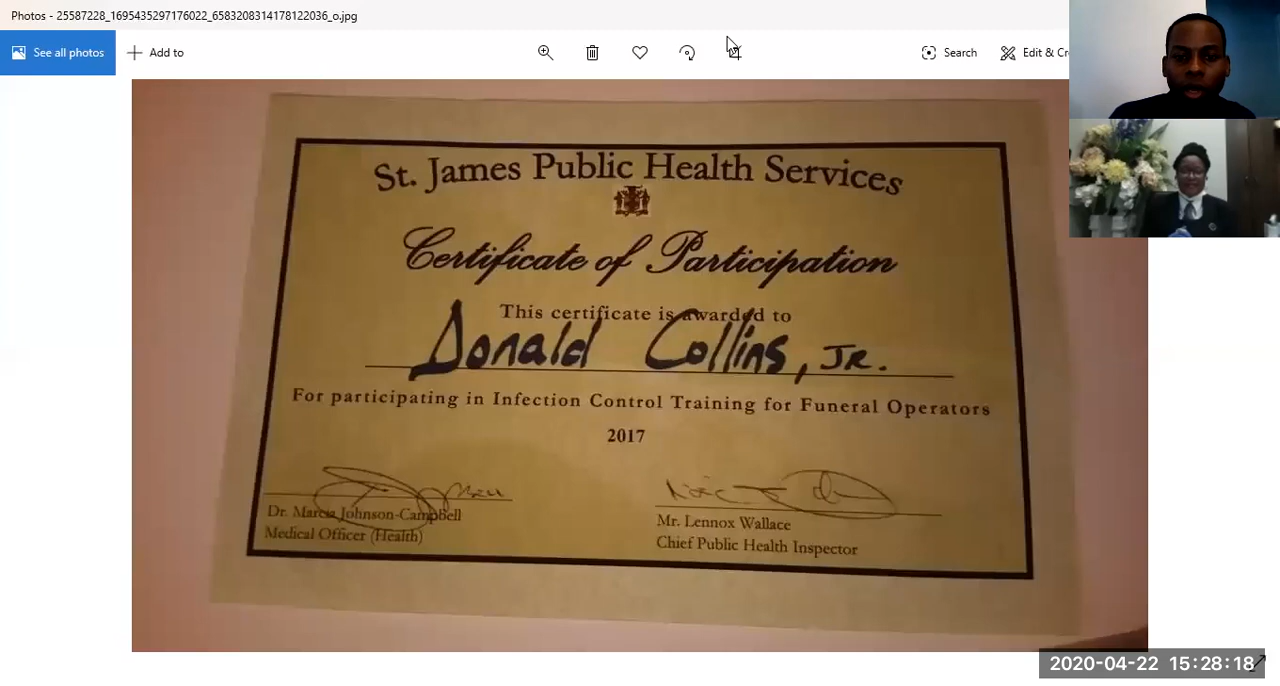 Photos - 25587228_1695435297176022_6583208314178122036_o.jpg
See all photos
Add to
Search
Edit & Cr
St. James Public Health Services
Certificate of Participation
This certificate is awarded to
Donald Collins, JR.
For participating in Infection Control Training for Funeral Operators
2017
Dr. Marcia Johnson-Campbell
Medical Officer (Health)
Mr. Lennox Wallace
Chief Public Health Inspector
2020-04-22 15:28:18